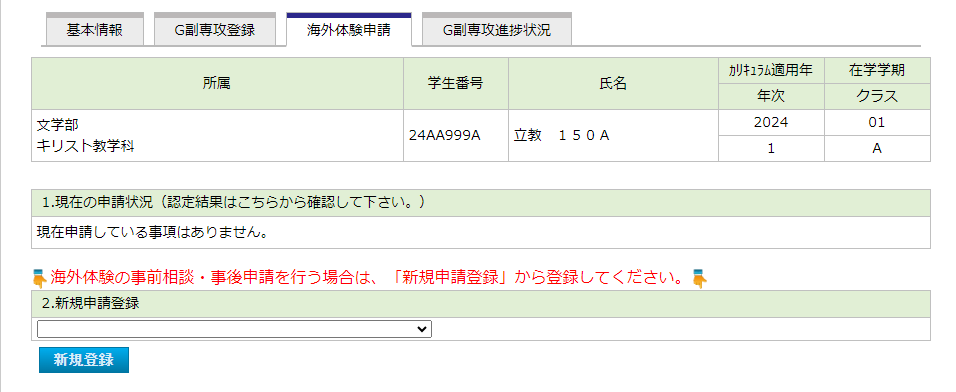 基本情報 G副専攻登録 海外体験申請 G副専攻進捗状況
所属 学生番号 氏名 ｶﾘｷｭﾗﾑ適用年 在学学期
年次 クラス
文学部
キリスト教学科
24AA999A 立教　１５０Ａ 2024 01
1 A
1.現在の申請状況（認定結果はこちらから確認して下さい。）
現在申請している事項はありません。
👇海外体験の事前相談・事後申請を行う場合は、「新規申請登録」から登録してください。👇
2.新規申請登録
新規登録